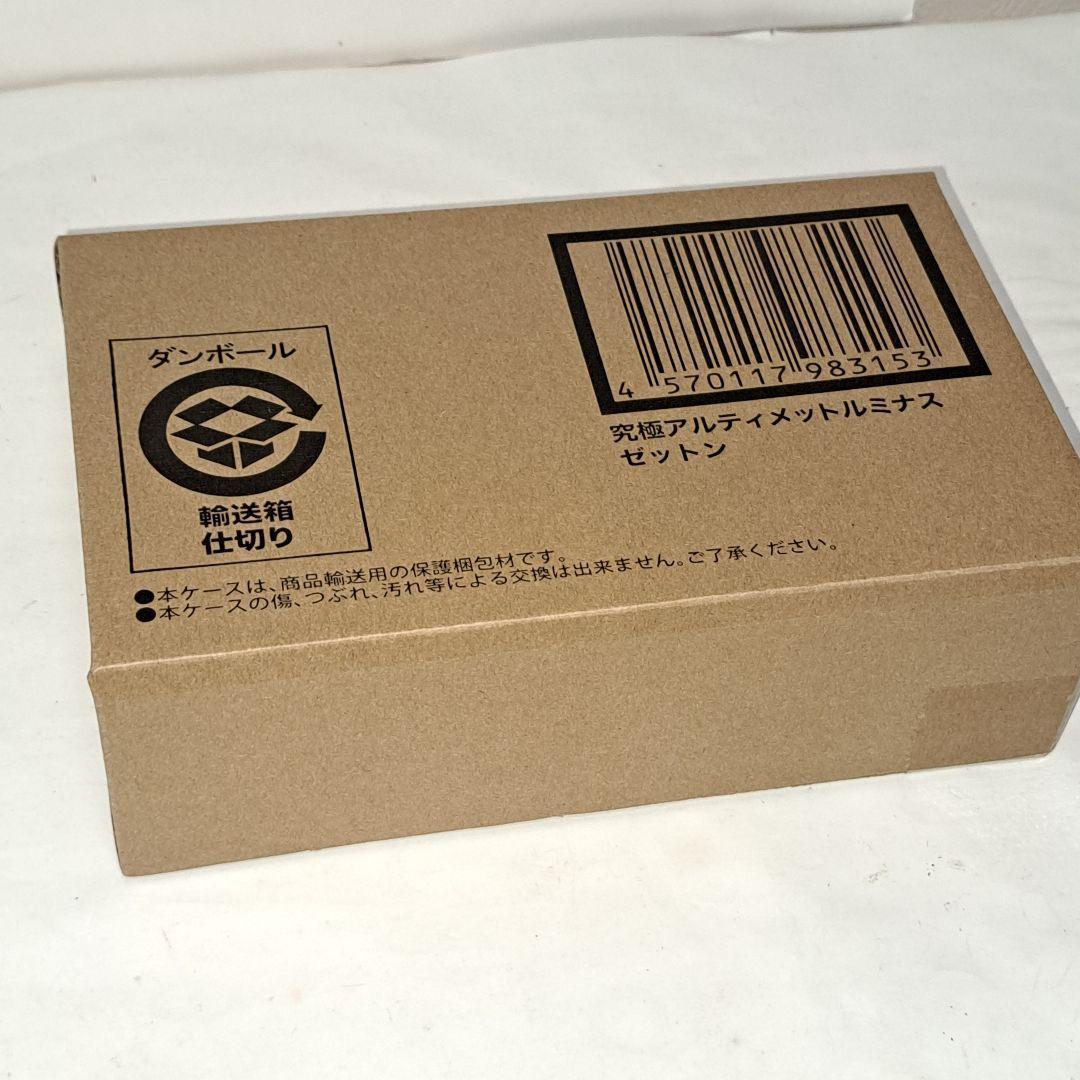 4 570117 983153
究極アルティメットルミナス
ゼットン
ダンボール
輸送箱
仕切り
●本ケースは、商品輸送用の保護梱包材です。
●本ケースの傷、つぶれ、汚れ等による交換は出来ません。ご了承ください。